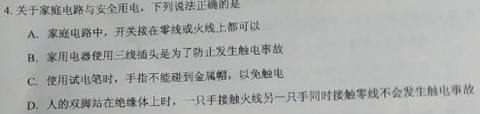 4. 关于家庭电路与安全用电，下列说法正确的是
A. 家庭电路中，开关接在零线或火线上都可以
B. 家用电器使用三线插头是为了防止发生触电事故
C. 使用试电笔时，手指不能碰到金属帽，以免触电
D. 人的双脚站在绝缘体上时，一只手接触火线另一只手同时接触零线不会发生触电事故